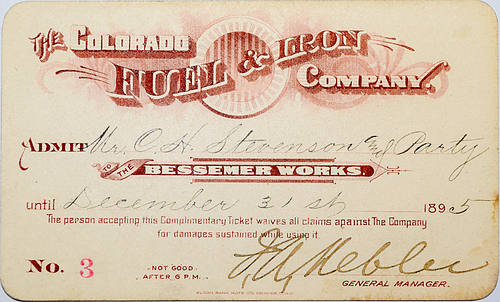 THE COLORADO
FUEL & IRON
COMPANY.
ADMIT Mr. C. H. Stevenson and Party
TO THE BESSEMER WORKS.
until December 31st 1895
The person accepting this Complimentary Ticket waives all claims against The Company
for damages sustained while using it.
No. 3
NOT GOOD
AFTER 6 P.M.
J. A. Kebler
GENERAL MANAGER.